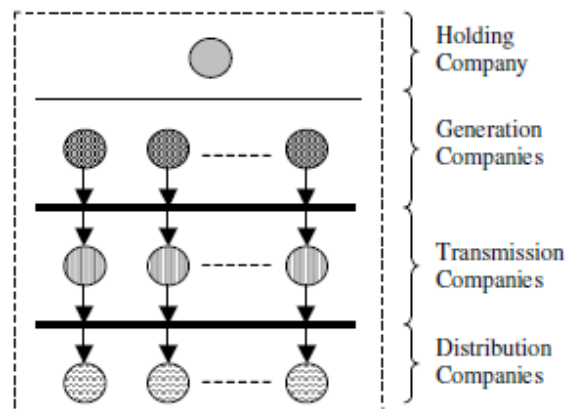 Holding
Company
Generation
Companies
Transmission
Companies
Distribution
Companies